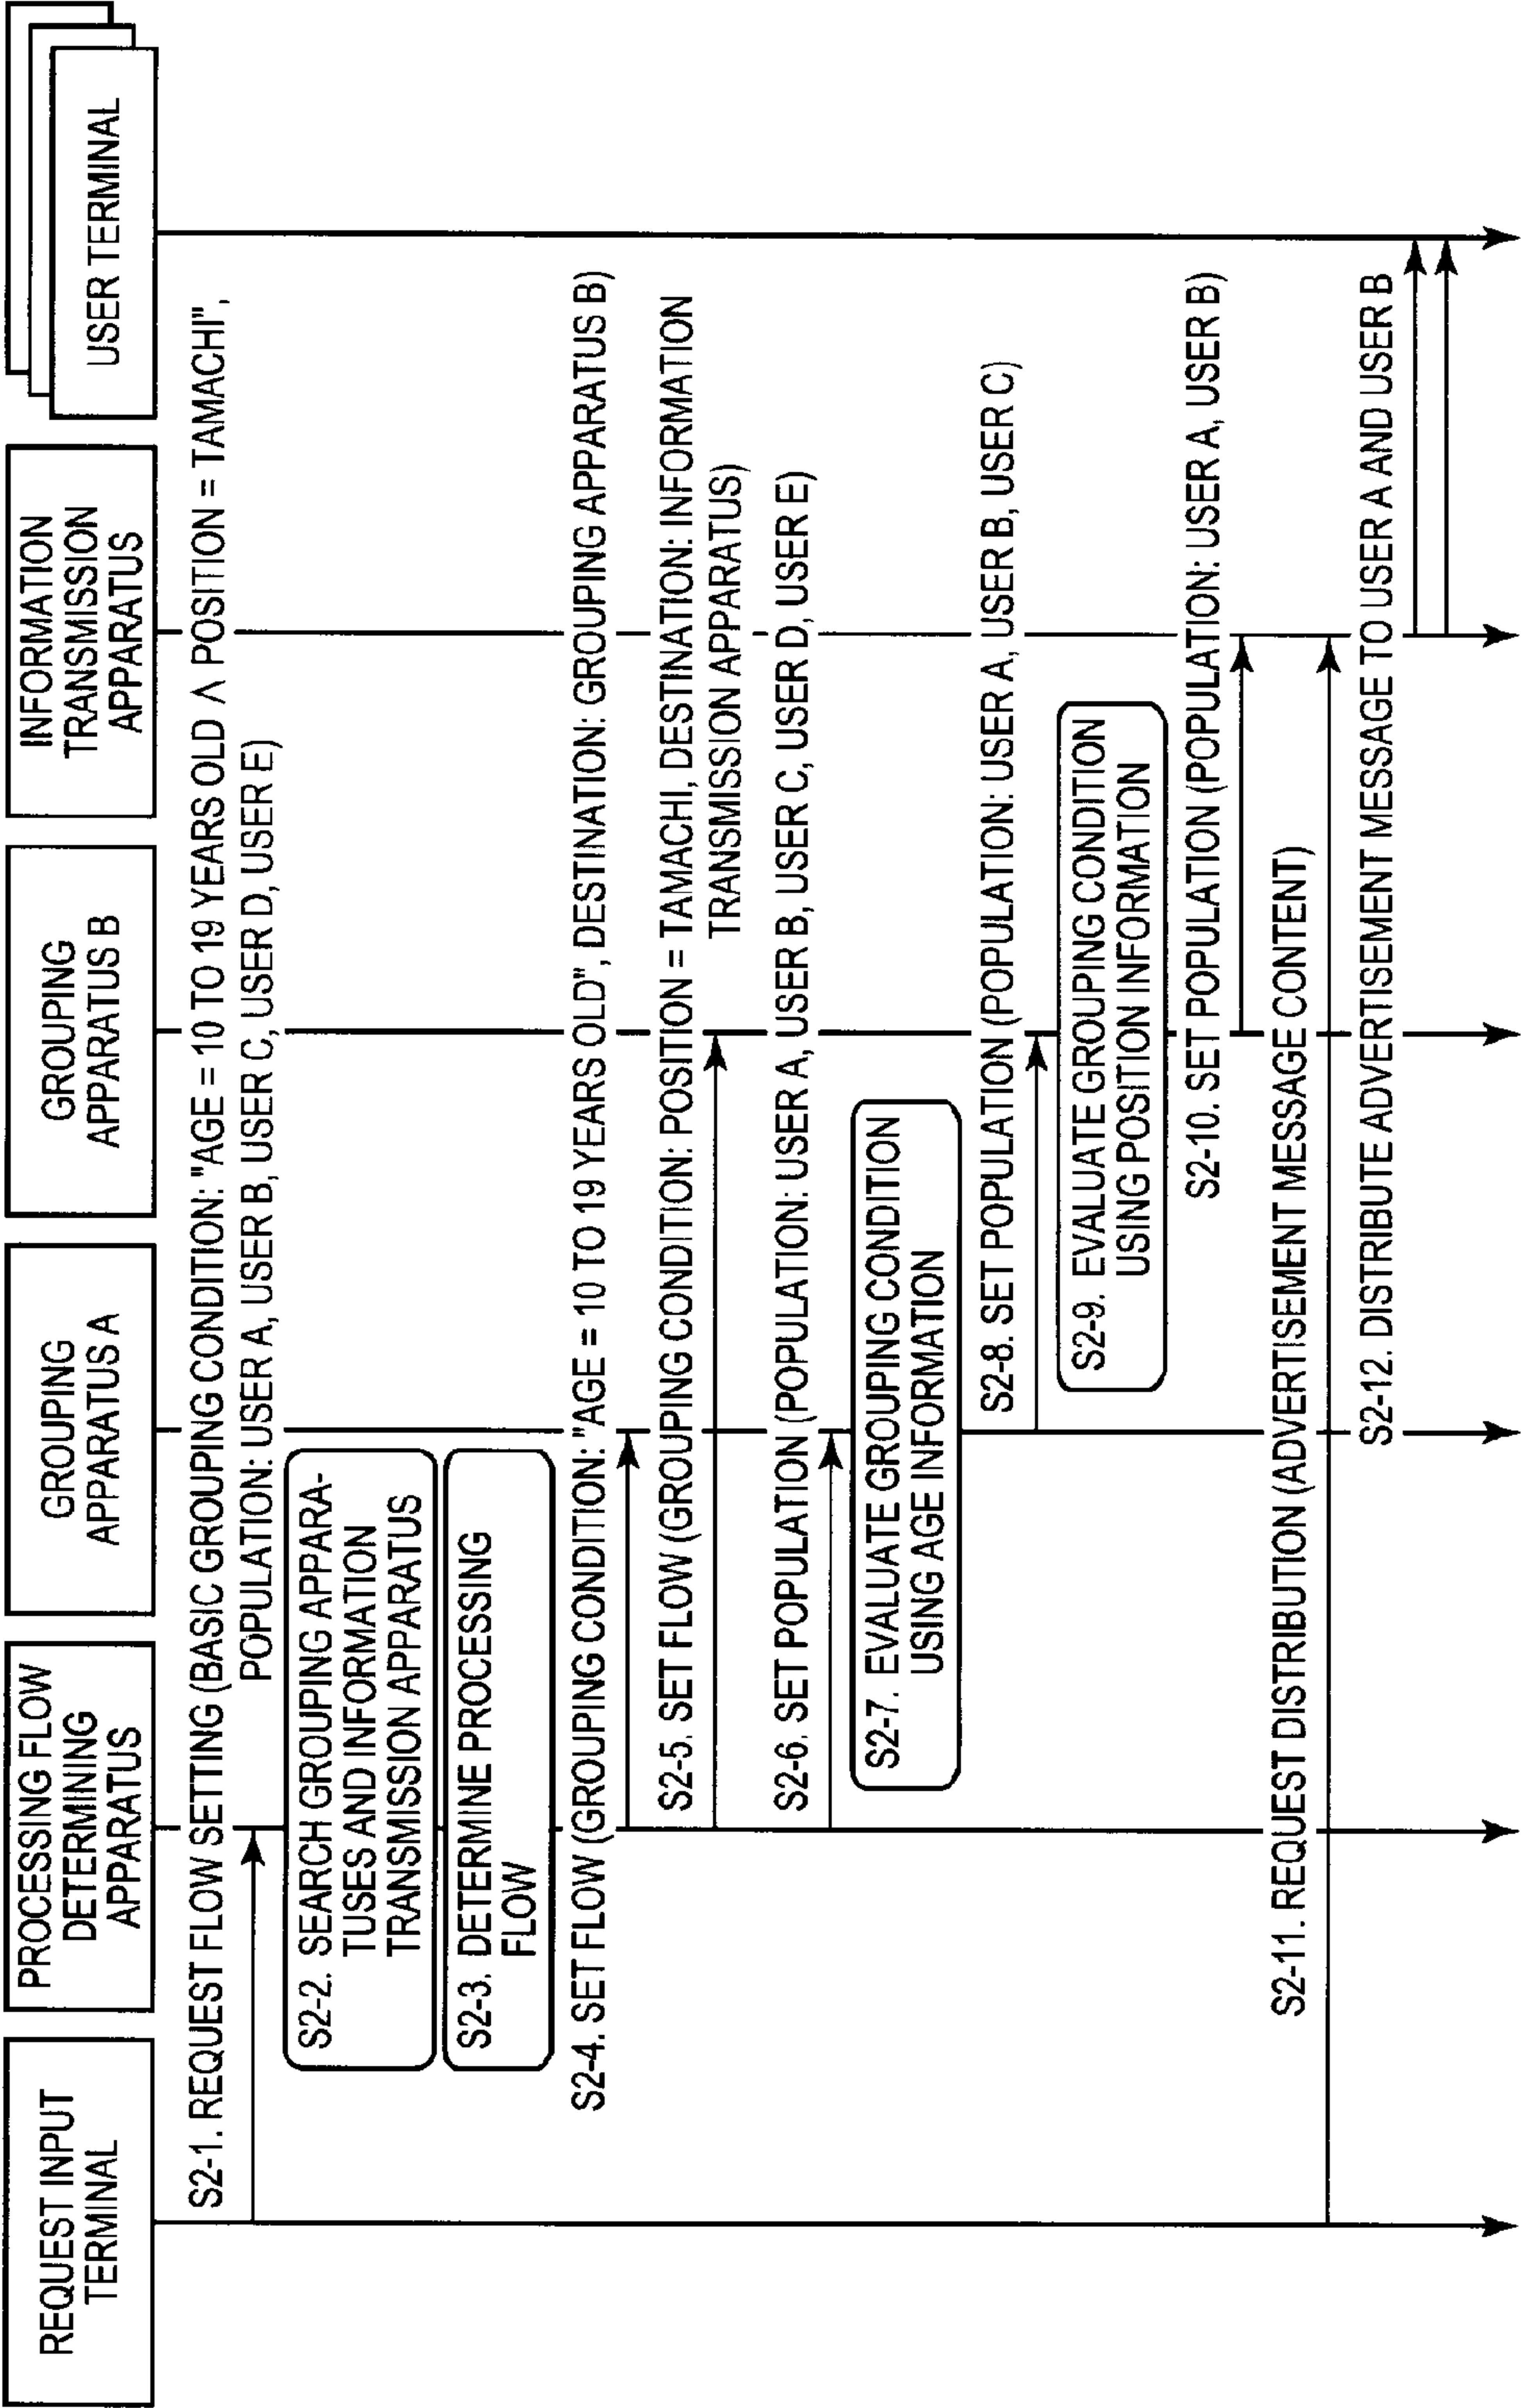 REQUEST INPUT
TERMINAL
PROCESSING FLOW
DETERMINING
APPARATUS
GROUPING
APPARATUS A
GROUPING
APPARATUS B
INFORMATION
TRANSMISSION
APPARATUS
USER TERMINAL
S2-1. REQUEST FLOW SETTING (BASIC GROUPING CONDITION: "AGE = 10 TO 19 YEARS OLD ∧ POSITION = TAMACHI",
POPULATION: USER A, USER B, USER C, USER D, USER E)
S2-2. SEARCH GROUPING APPARA-
TUSES AND INFORMATION
TRANSMISSION APPARATUS
S2-3. DETERMINE PROCESSING
FLOW
S2-4. SET FLOW (GROUPING CONDITION: "AGE = 10 TO 19 YEARS OLD", DESTINATION: GROUPING APPARATUS B)
S2-5. SET FLOW (GROUPING CONDITION: POSITION = TAMACHI, DESTINATION: INFORMATION
TRANSMISSION APPARATUS)
S2-6. SET POPULATION (POPULATION: USER A, USER B, USER C, USER D, USER E)
S2-7. EVALUATE GROUPING CONDITION
USING AGE INFORMATION
S2-8. SET POPULATION (POPULATION: USER A, USER B, USER C)
S2-9. EVALUATE GROUPING CONDITION
USING POSITION INFORMATION
S2-10. SET POPULATION (POPULATION: USER A, USER B)
S2-11. REQUEST DISTRIBUTION (ADVERTISEMENT MESSAGE CONTENT)
S2-12. DISTRIBUTE ADVERTISEMENT MESSAGE TO USER A AND USER B